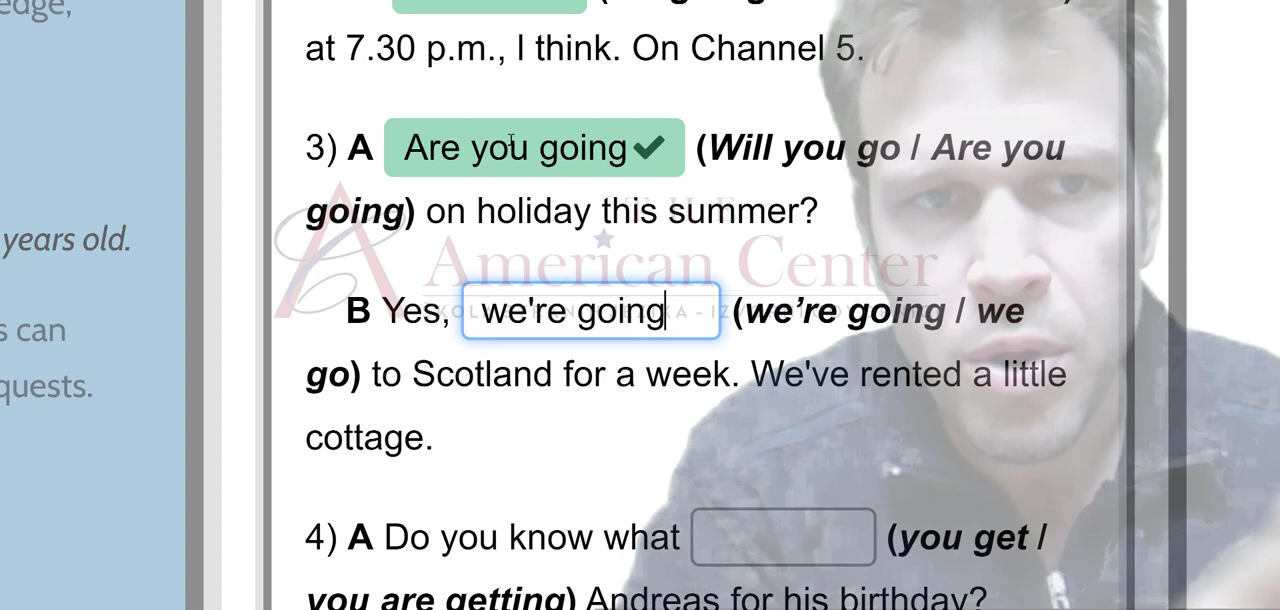 edge,
at 7.30 p.m., I think. On Channel 5.
3) A Are you going (Will you go / Are you
going) on holiday this summer?
years old.
THE
American Center
B Yes, we're going (we're going / we
go) to Scotland for a week. We've rented a little
s can
quests.
cottage.
4) A Do you know what (you get /
you are getting) Andreas for his birthday?